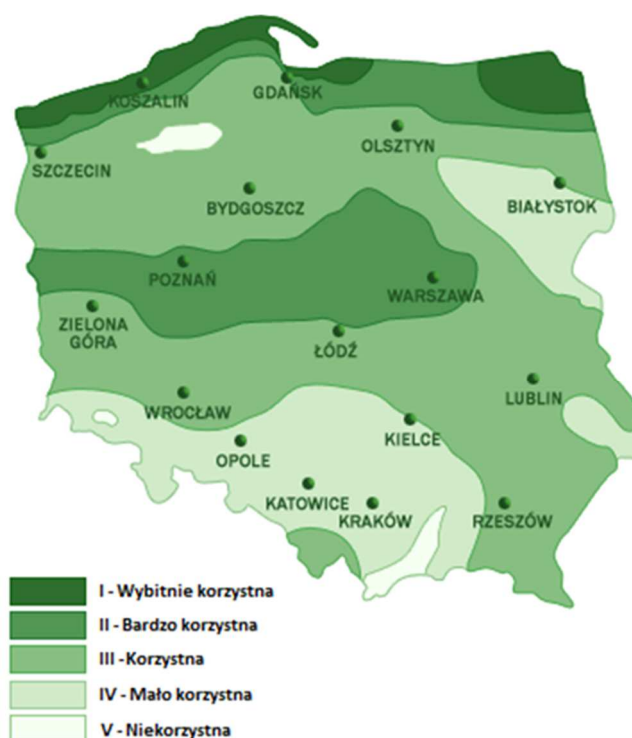 KOSZALIN
GDAŃSK
OLSZTYN
SZCZECIN
BYDGOSZCZ
BIAŁYSTOK
POZNAŃ
WARSZAWA
ZIELONA
GÓRA
ŁÓDŹ
LUBLIN
WROCŁAW
KIELCE
OPOLE
KATOWICE
KRAKÓW
RZESZÓW
I - Wybitnie korzystna
II - Bardzo korzystna
III -Korzystna
IV - Mało korzystna
V - Niekorzystna